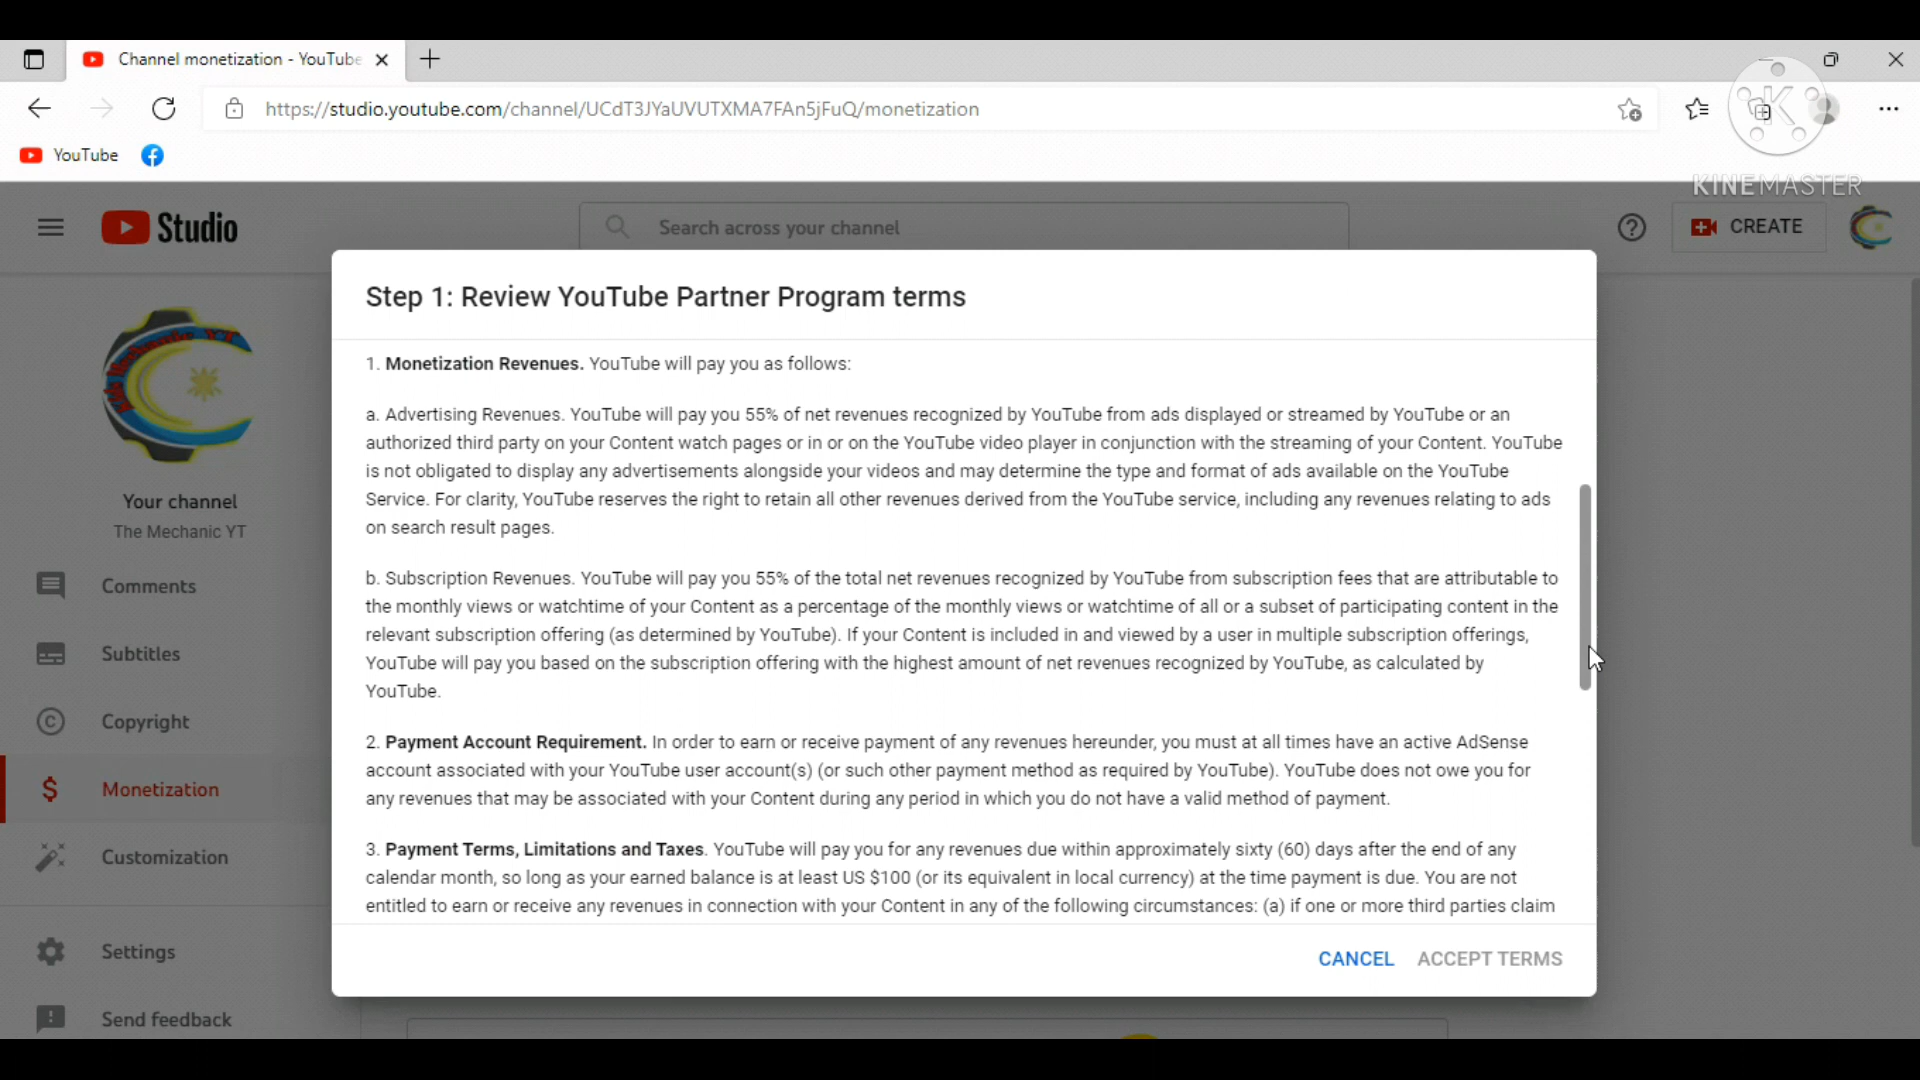 Channel monetization - YouTube
https://studio.youtube.com/channel/UCdT3JYaUVUTXMA7FAn5jFuQ/monetization
YouTube
KINEMASTER
Studio
Search across your channel
CREATE
Step 1: Review YouTube Partner Program terms
1. Monetization Revenues. YouTube will pay you as follows:
a. Advertising Revenues. YouTube will pay you 55% of net revenues recognized by YouTube from ads displayed or streamed by YouTube or an
authorized third party on your Content watch pages or in or on the YouTube video player in conjunction with the streaming of your Content. YouTube
is not obligated to display any advertisements alongside your videos and may determine the type and format of ads available on the YouTube
Service. For clarity, YouTube reserves the right to retain all other revenues derived from the YouTube service, including any revenues relating to ads
on search result pages.
b. Subscription Revenues. YouTube will pay you 55% of the total net revenues recognized by YouTube from subscription fees that are attributable to
the monthly views or watchtime of your Content as a percentage of the monthly views or watchtime of all or a subset of participating content in the
relevant subscription offering (as determined by YouTube). If your Content is included in and viewed by a user in multiple subscription offerings,
YouTube will pay you based on the subscription offering with the highest amount of net revenues recognized by YouTube, as calculated by
YouTube.
2. Payment Account Requirement. In order to earn or receive payment of any revenues hereunder, you must at all times have an active AdSense
account associated with your YouTube user account(s) (or such other payment method as required by YouTube). YouTube does not owe you for
any revenues that may be associated with your Content during any period in which you do not have a valid method of payment.
3. Payment Terms, Limitations and Taxes. YouTube will pay you for any revenues due within approximately sixty (60) days after the end of any
calendar month, so long as your earned balance is at least US $100 (or its equivalent in local currency) at the time payment is due. You are not
entitled to earn or receive any revenues in connection with your Content in any of the following circumstances: (a) if one or more third parties claim
CANCEL ACCEPT TERMS
Your channel
The Mechanic YT
Comments
Subtitles
Copyright
Monetization
Customization
Settings
Send feedback